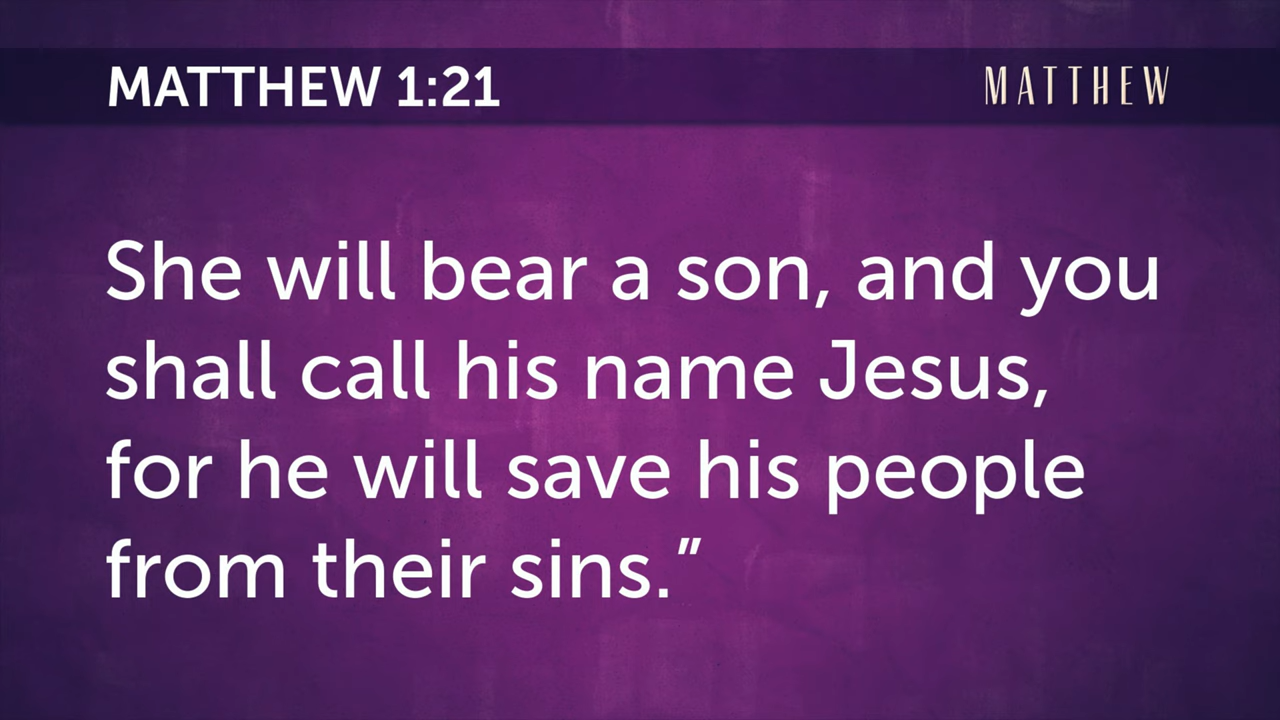 MATTHEW 1:21
MATTHEW
She will bear a son, and you
shall call his name Jesus,
for he will save his people
from their sins.”